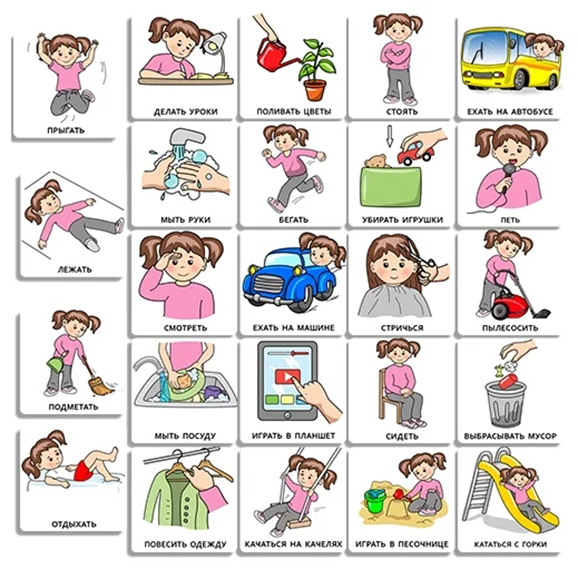 ПРЫГАТЬ
ДЕЛАТЬ УРОКИ
ПОЛИВАТЬ ЦВЕТЫ
СТОЯТЬ
ЕХАТЬ НА АВТОБУСЕ
МЫТЬ РУКИ
БЕГАТЬ
УБИРАТЬ ИГРУШКИ
ПЕТЬ
ЛЕЖАТЬ
СМОТРЕТЬ
ЕХАТЬ НА МАШИНЕ
СТРИЧЬСЯ
ПЫЛЕСОСИТЬ
ПОДМЕТАТЬ
МЫТЬ ПОСУДУ
ИГРАТЬ В ПЛАНШЕТ
СИДЕТЬ
ВЫБРАСЫВАТЬ МУСОР
ОТДЫХАТЬ
ПОВЕСИТЬ ОДЕЖДУ
КАЧАТЬСЯ НА КАЧЕЛЯХ
ИГРАТЬ В ПЕСОЧНИЦЕ
КАТАТЬСЯ С ГОРКИ